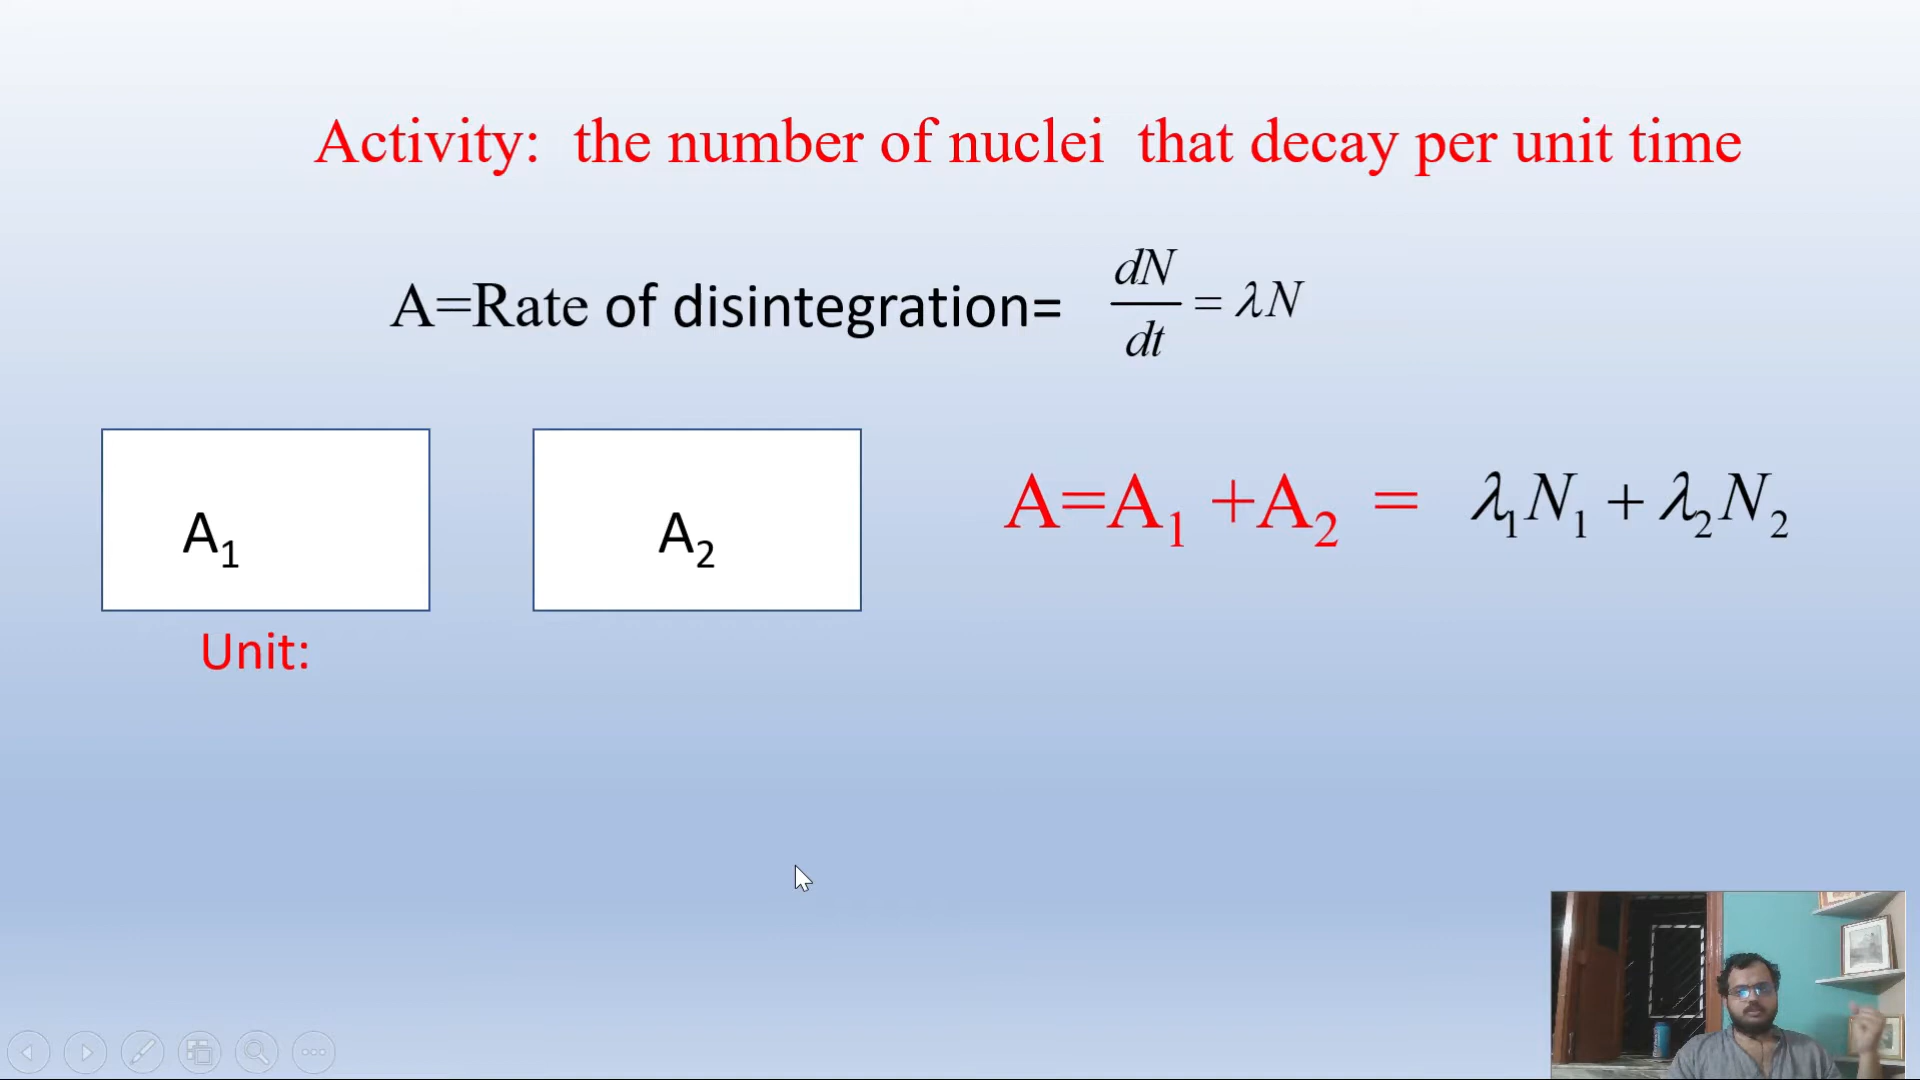 Activity: the number of nuclei that decay per unit time
A=Rate of disintegration= dN/dt = λN
A₁
A₂
A=A₁ +A₂ = λ₁N₁ + λ₂N₂
Unit: